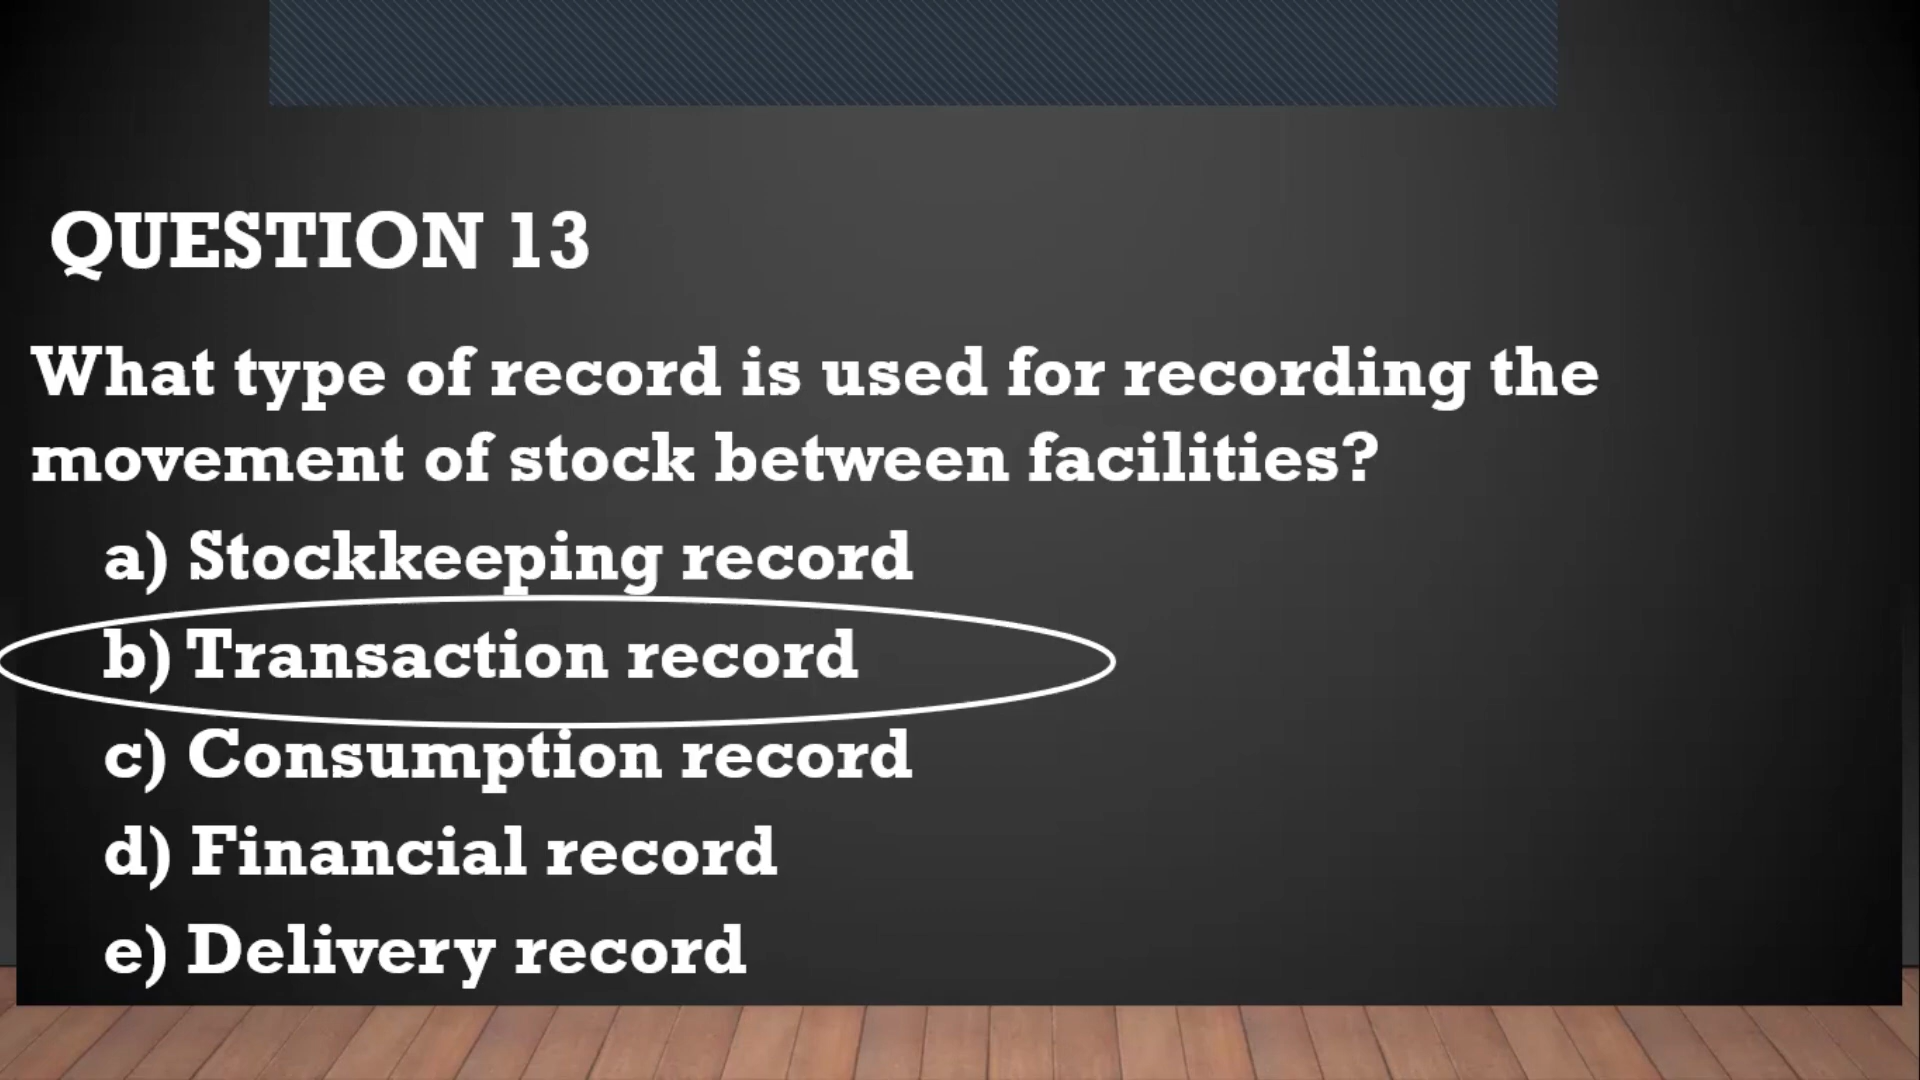 QUESTION 13
What type of record is used for recording the
movement of stock between facilities?
a) Stockkeeping record
b) Transaction record
c) Consumption record
d) Financial record
e) Delivery record